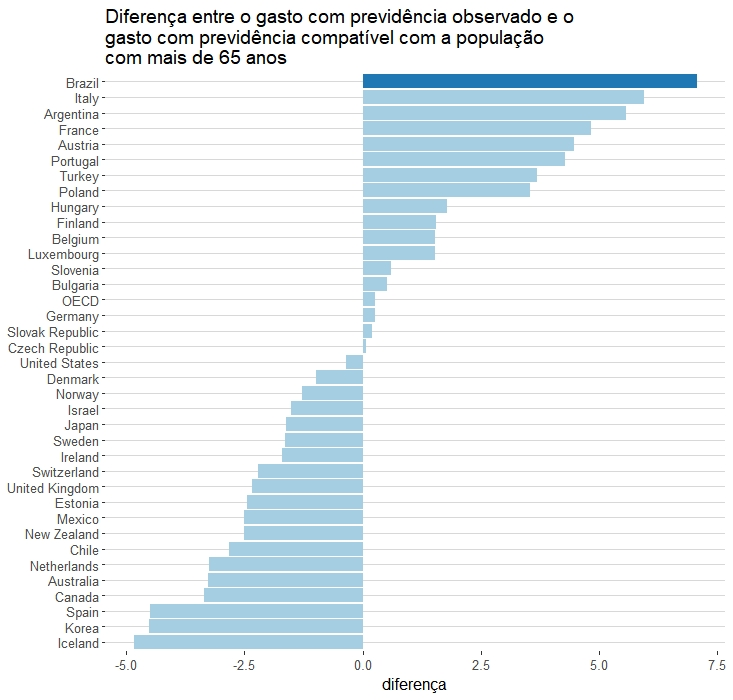 Diferença entre o gasto com previdência observado e o
gasto com previdência compatível com a população
com mais de 65 anos
Brazil
Italy
Argentina
France
Austria
Portugal
Turkey
Poland
Hungary
Finland
Belgium
Luxembourg
Slovenia
Bulgaria
OECD
Germany
Slovak Republic
Czech Republic
United States
Denmark
Norway
Israel
Japan
Sweden
Ireland
Switzerland
United Kingdom
Estonia
Mexico
New Zealand
Chile
Netherlands
Australia
Canada
Spain
Korea
Iceland
-5.0 -2.5 0.0 2.5 5.0 7.5
diferença